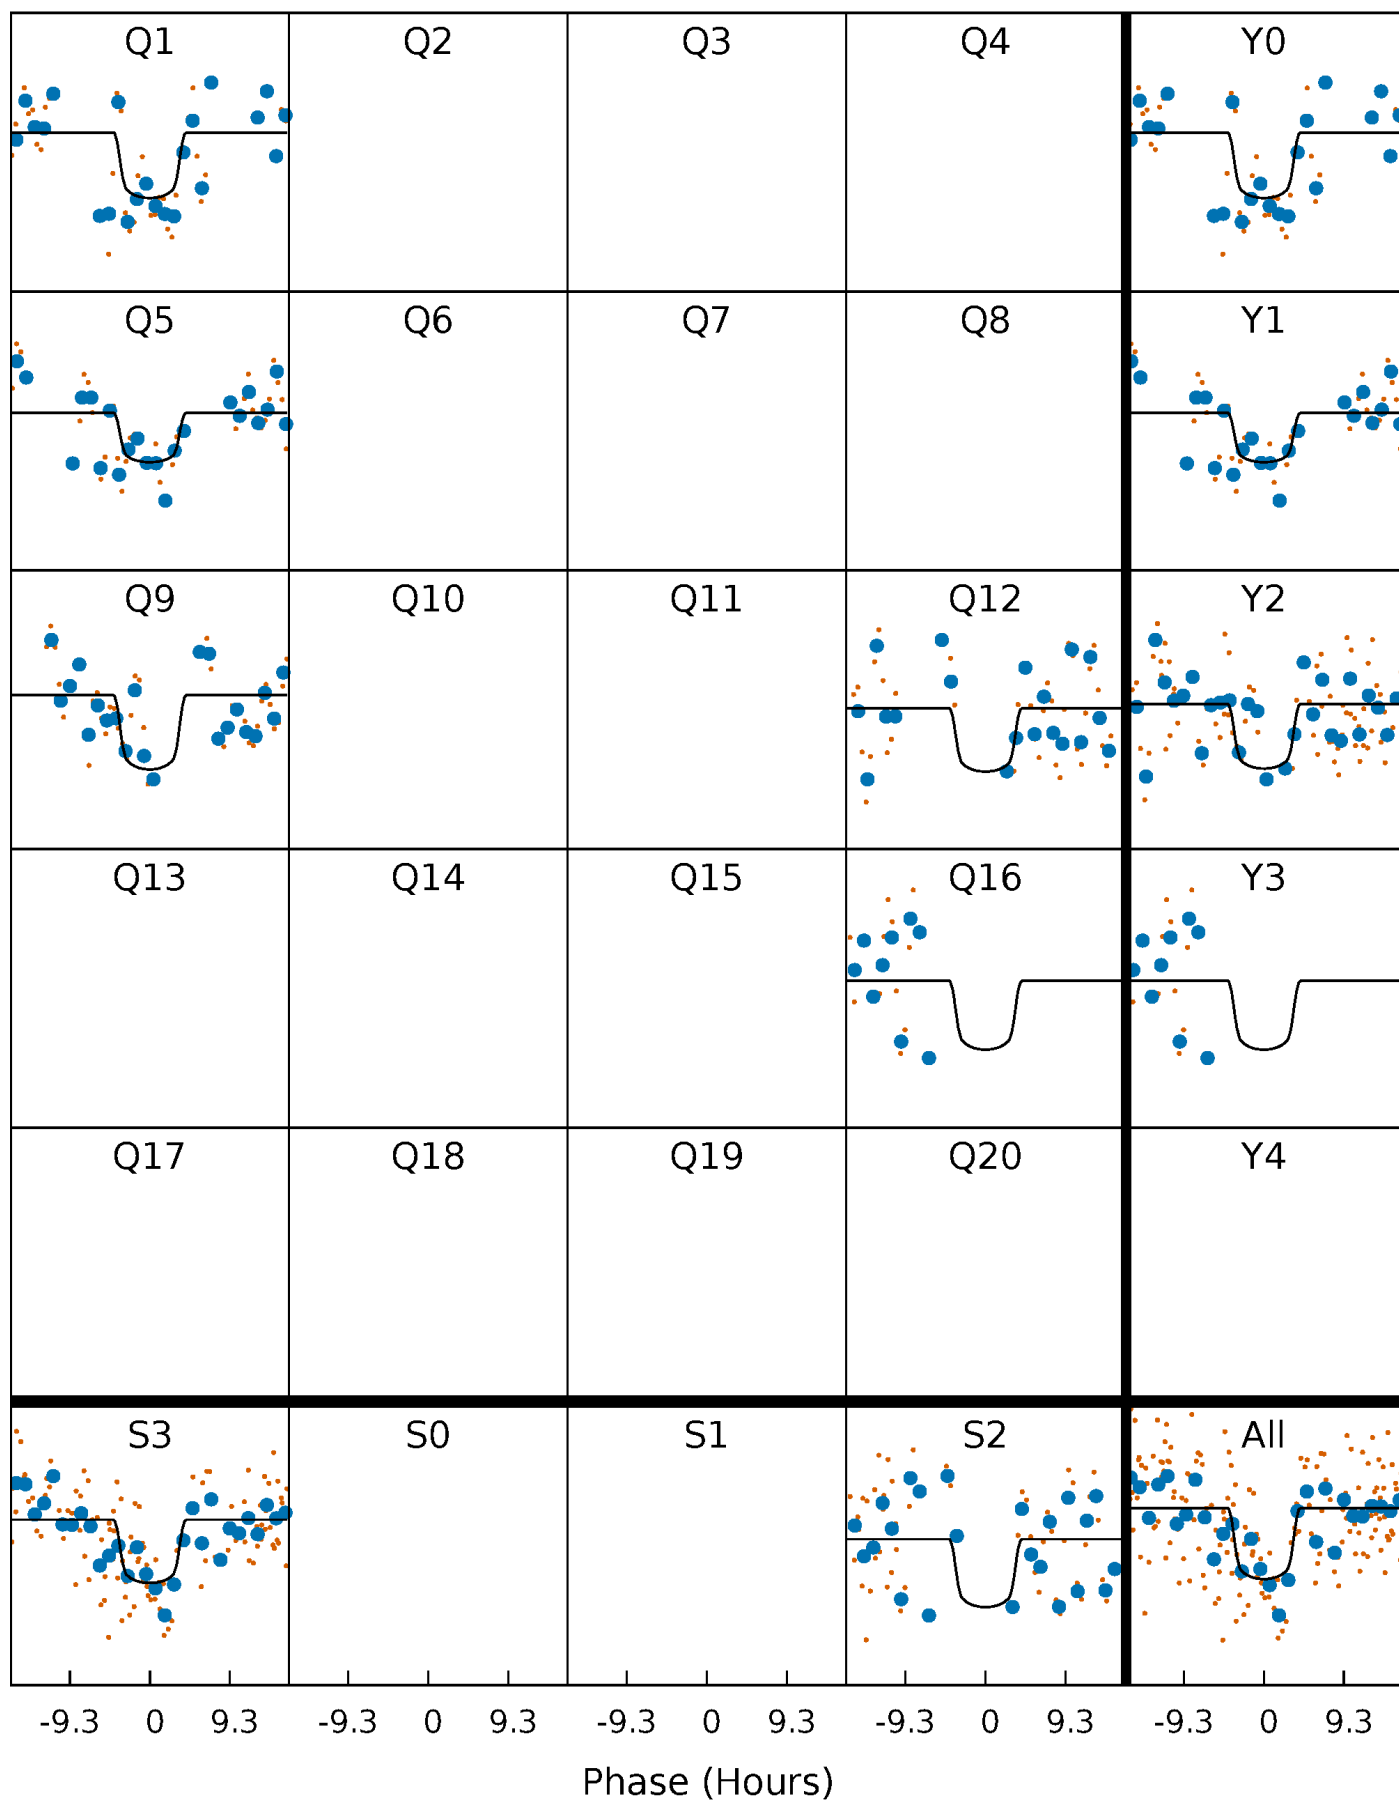 Q1 Q2 Q3 Q4 Y0
Q5 Q6 Q7 Q8 Y1
Q9 Q10 Q11 Q12 Y2
Q13 Q14 Q15 Q16 Y3
Q17 Q18 Q19 Q20 Y4
S3 S0 S1 S2 All
-9.3 0 9.3 -9.3 0 9.3 -9.3 0 9.3 -9.3 0 9.3 -9.3 0 9.3
Phase (Hours)